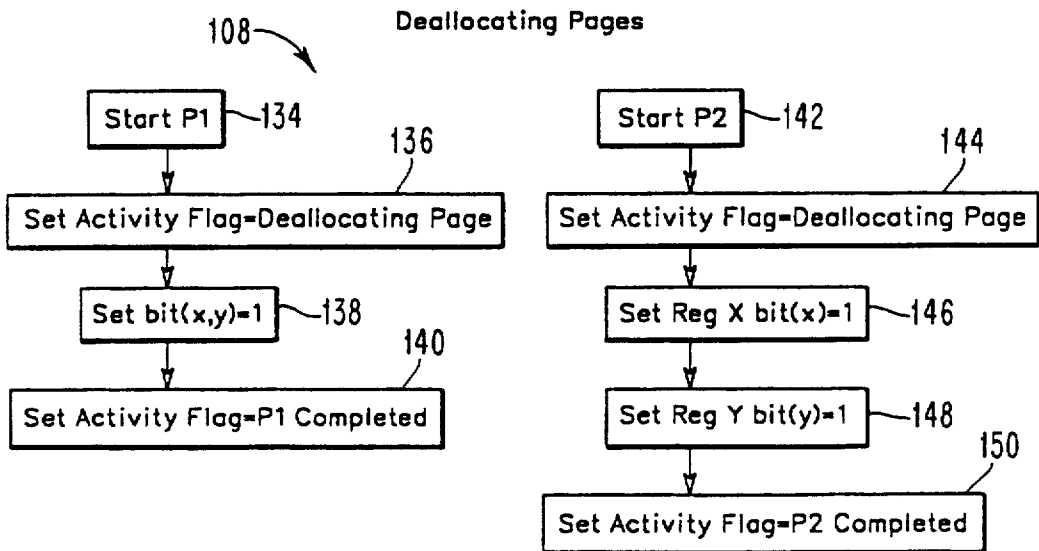 Deallocating Pages
108
Start P1
134
136
Set Activity Flag=Deallocating Page
Set bit(x,y)=1
138
140
Set Activity Flag=P1 Completed
Start P2
142
144
Set Activity Flag=Deallocating Page
Set Reg X bit(x)=1
146
Set Reg Y bit(y)=1
148
150
Set Activity Flag=P2 Completed